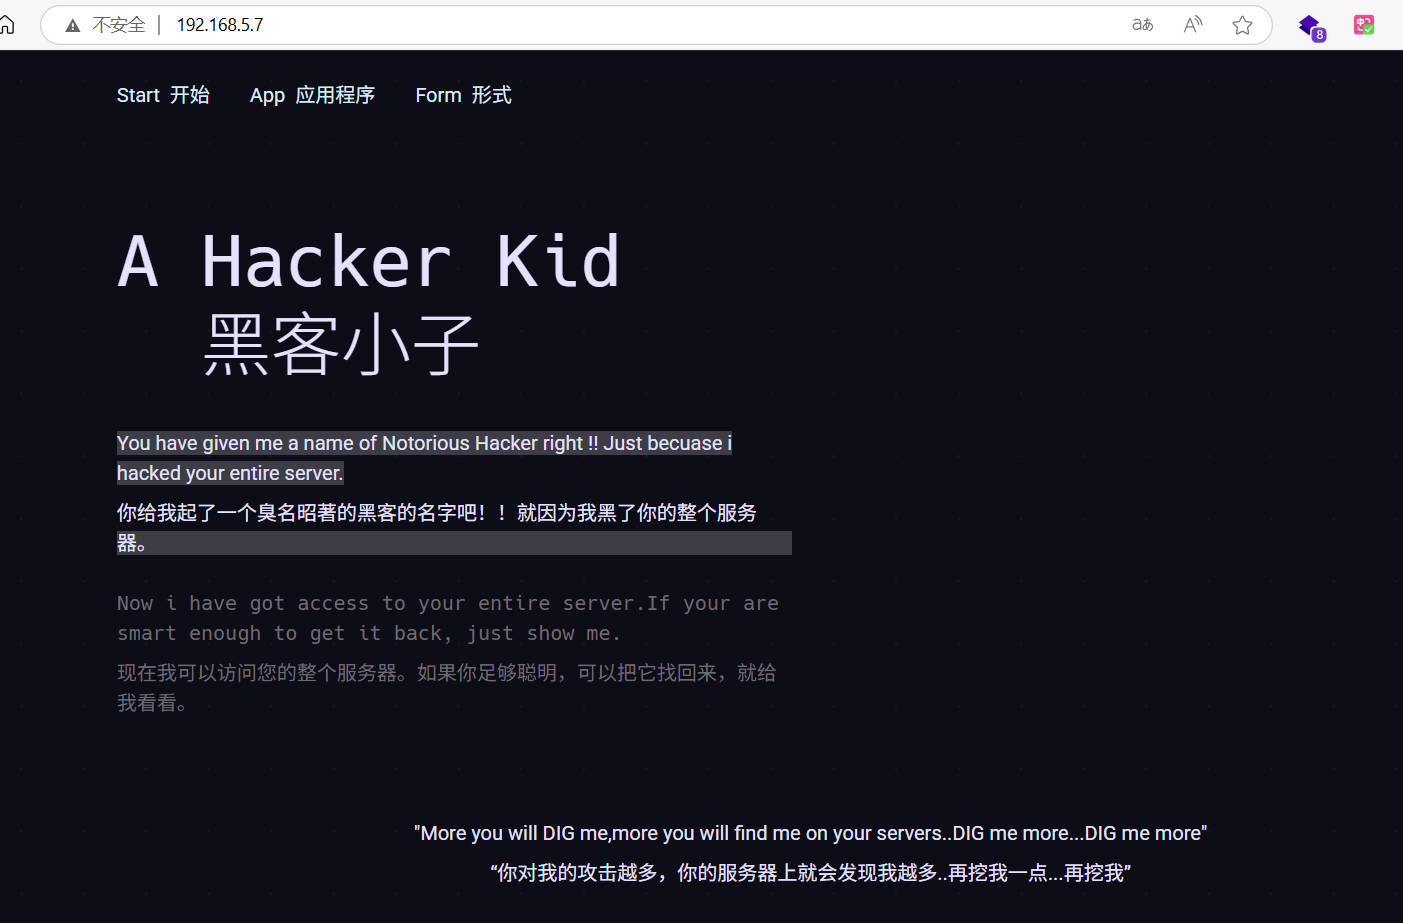 不安全 192.168.5.7 aあ A 8 中
Start 开始 App 应用程序 Form 形式
A Hacker Kid
黑客小子
You have given me a name of Notorious Hacker right !! Just becuase i
hacked your entire server.
你给我起了一个臭名昭著的黑客的名字吧！！就因为我黑了你的整个服务
器。
Now i have got access to your entire server.If your are
smart enough to get it back, just show me.
现在我可以访问您的整个服务器。如果你足够聪明，可以把它找回来，就给
我看看。
"More you will DIG me,more you will find me on your servers..DIG me more...DIG me more"
“你对我的攻击越多，你的服务器上就会发现我越多..再挖我一点...再挖我”